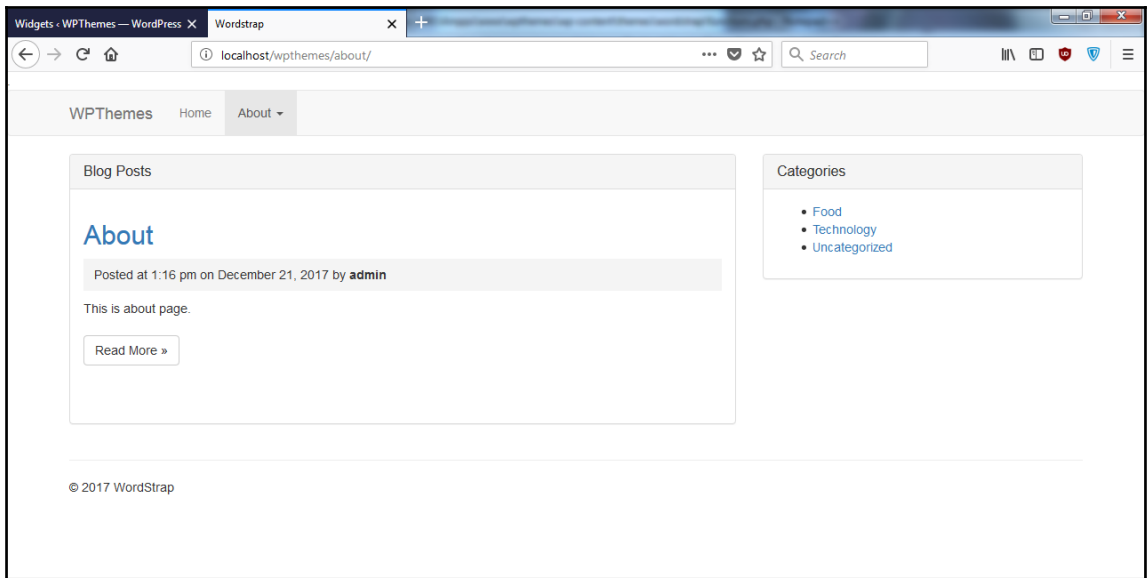 Widgets ‹ WPThemes — WordPress
Wordstrap
localhost/wpthemes/about/
Search
WPThemes Home About
Blog Posts
About
Posted at 1:16 pm on December 21, 2017 by admin
This is about page.
Read More »
Categories
• Food
• Technology
• Uncategorized
© 2017 WordStrap